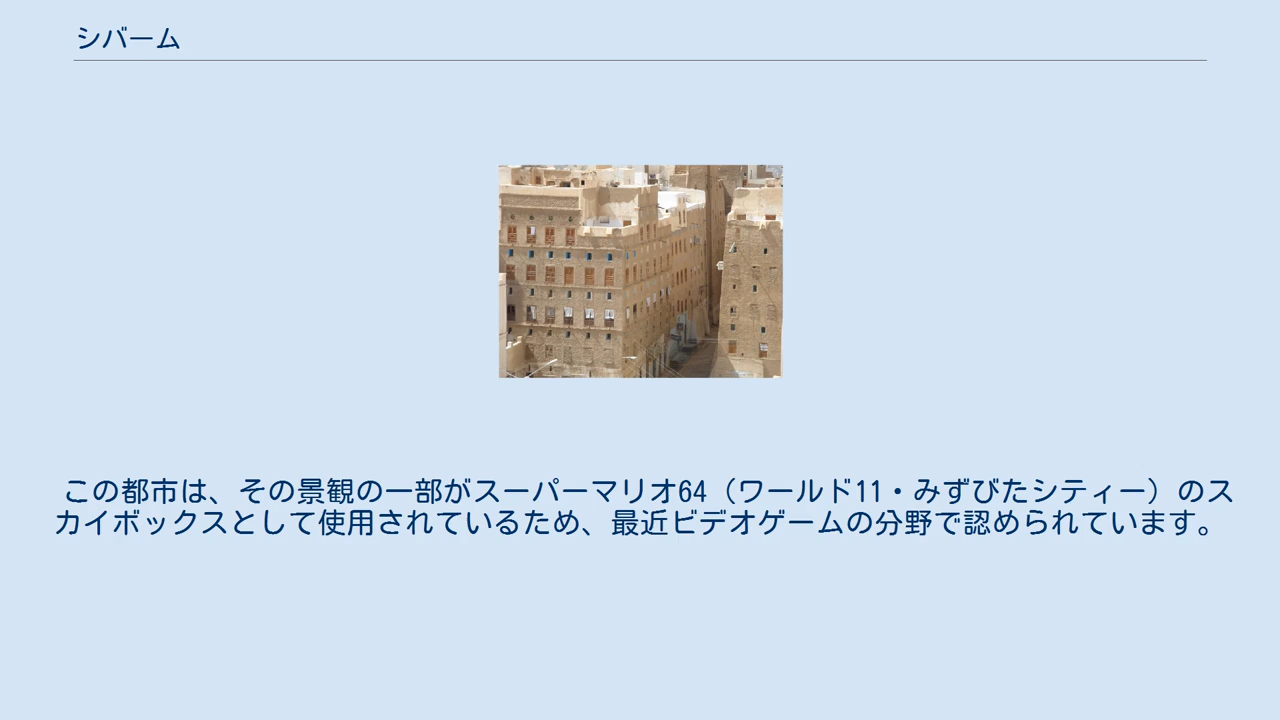 シバーム
この都市は、その景観の一部がスーパーマリオ64（ワールド11・みずびたシティー）のス
カイボックスとして使用されているため、最近ビデオゲームの分野で認められています。